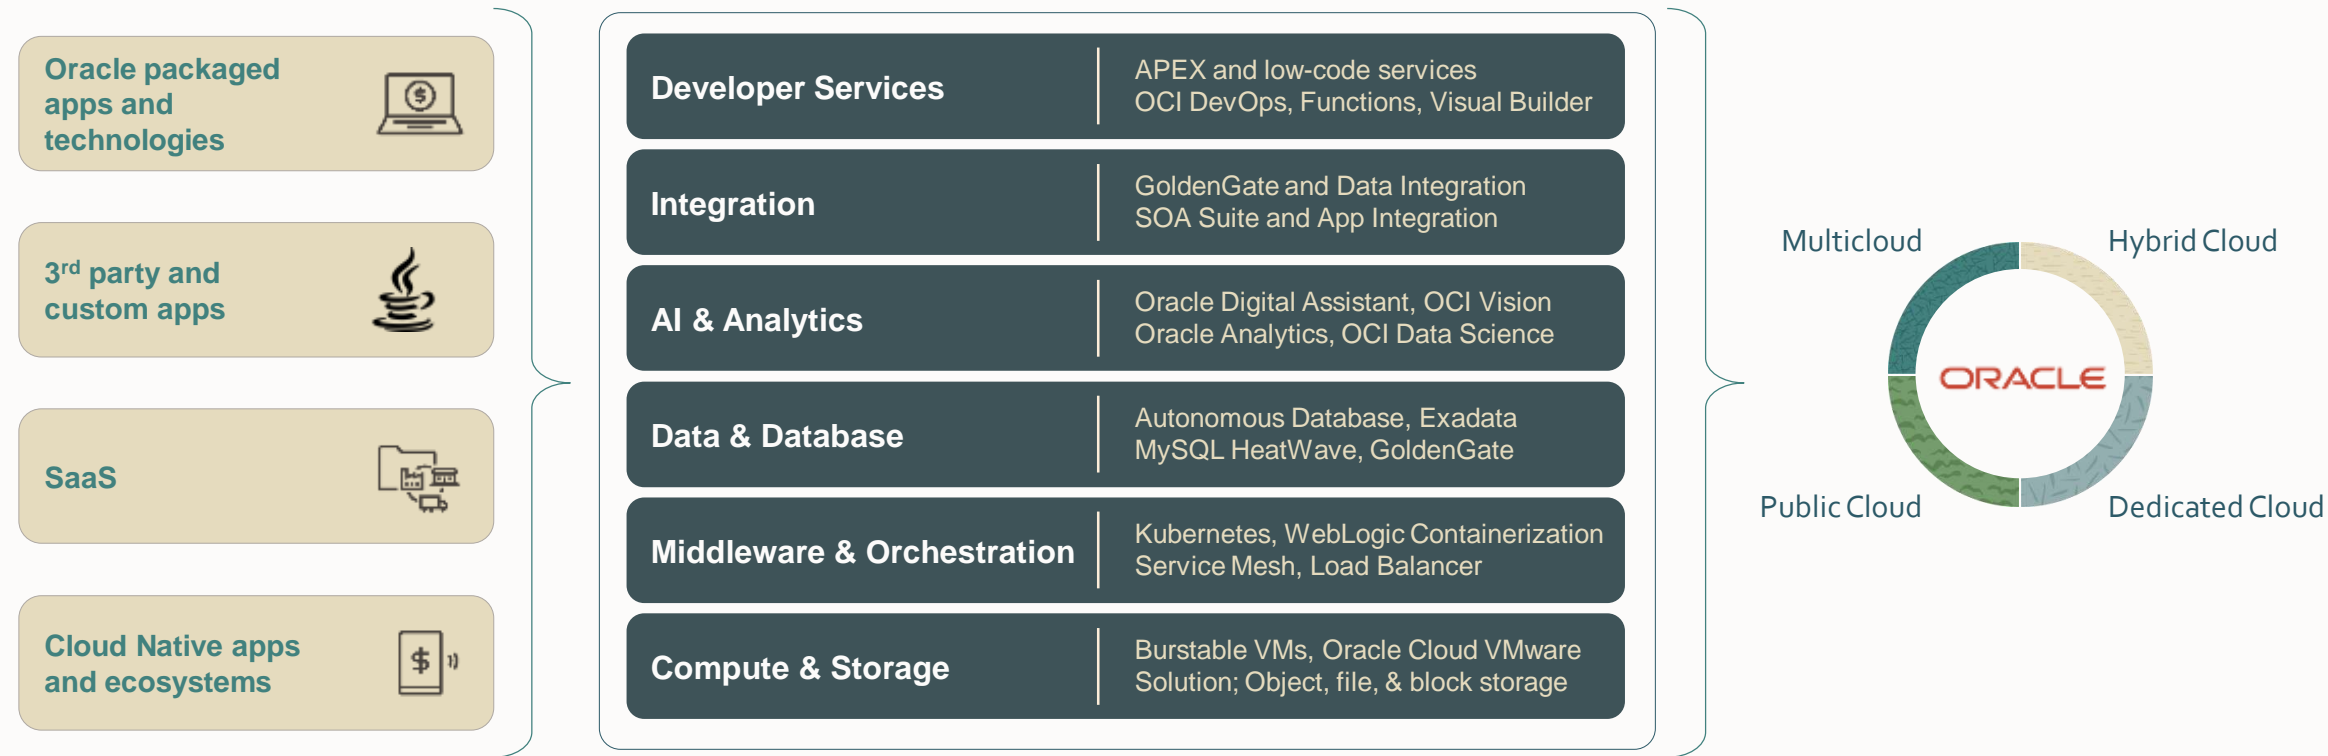 Oracle packaged
apps and
technologies
3rd party and
custom apps
SaaS
Cloud Native apps
and ecosystems
Developer Services
APEX and low-code services
OCI DevOps, Functions, Visual Builder
Integration
GoldenGate and Data Integration
SOA Suite and App Integration
AI & Analytics
Oracle Digital Assistant, OCI Vision
Oracle Analytics, OCI Data Science
Data & Database
Autonomous Database, Exadata
MySQL HeatWave, GoldenGate
Middleware & Orchestration
Kubernetes, WebLogic Containerization
Service Mesh, Load Balancer
Compute & Storage
Burstable VMs, Oracle Cloud VMware
Solution; Object, file, & block storage
Multicloud
Hybrid Cloud
ORACLE
Public Cloud
Dedicated Cloud